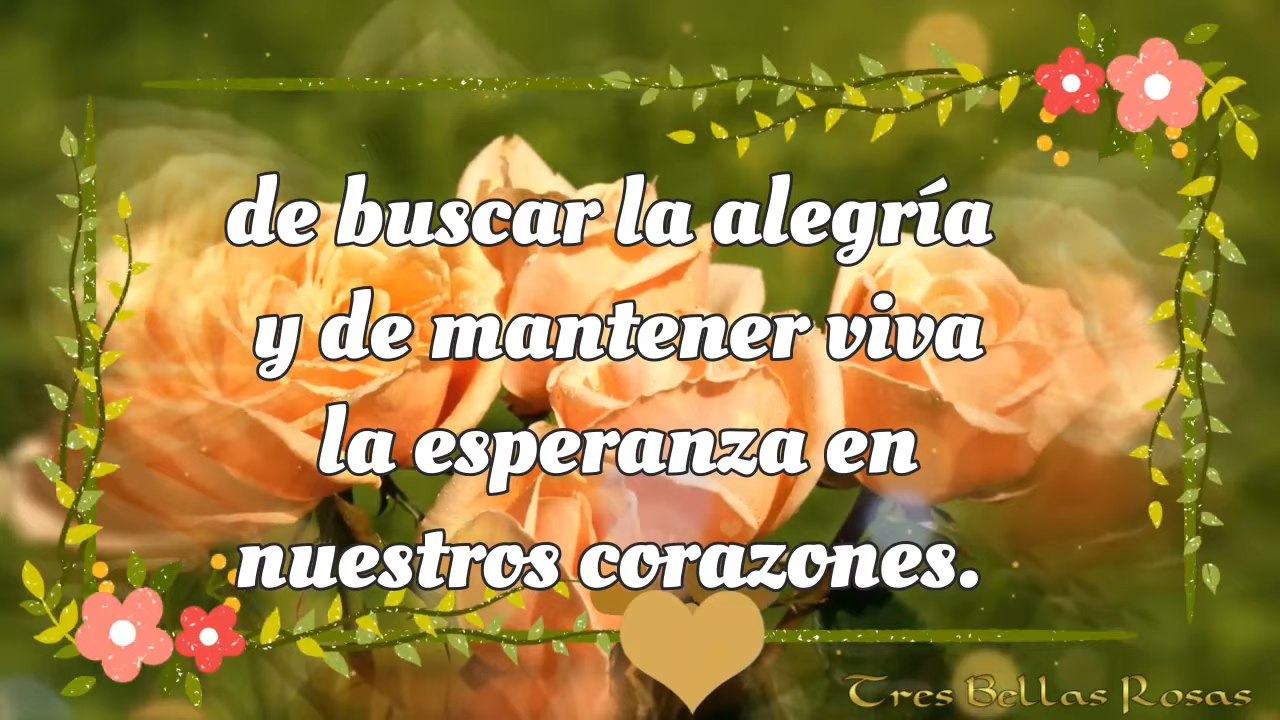 de buscar la alegría
y de mantener viva
la esperanza en
nuestros corazones.
Tres Bellas Rosas